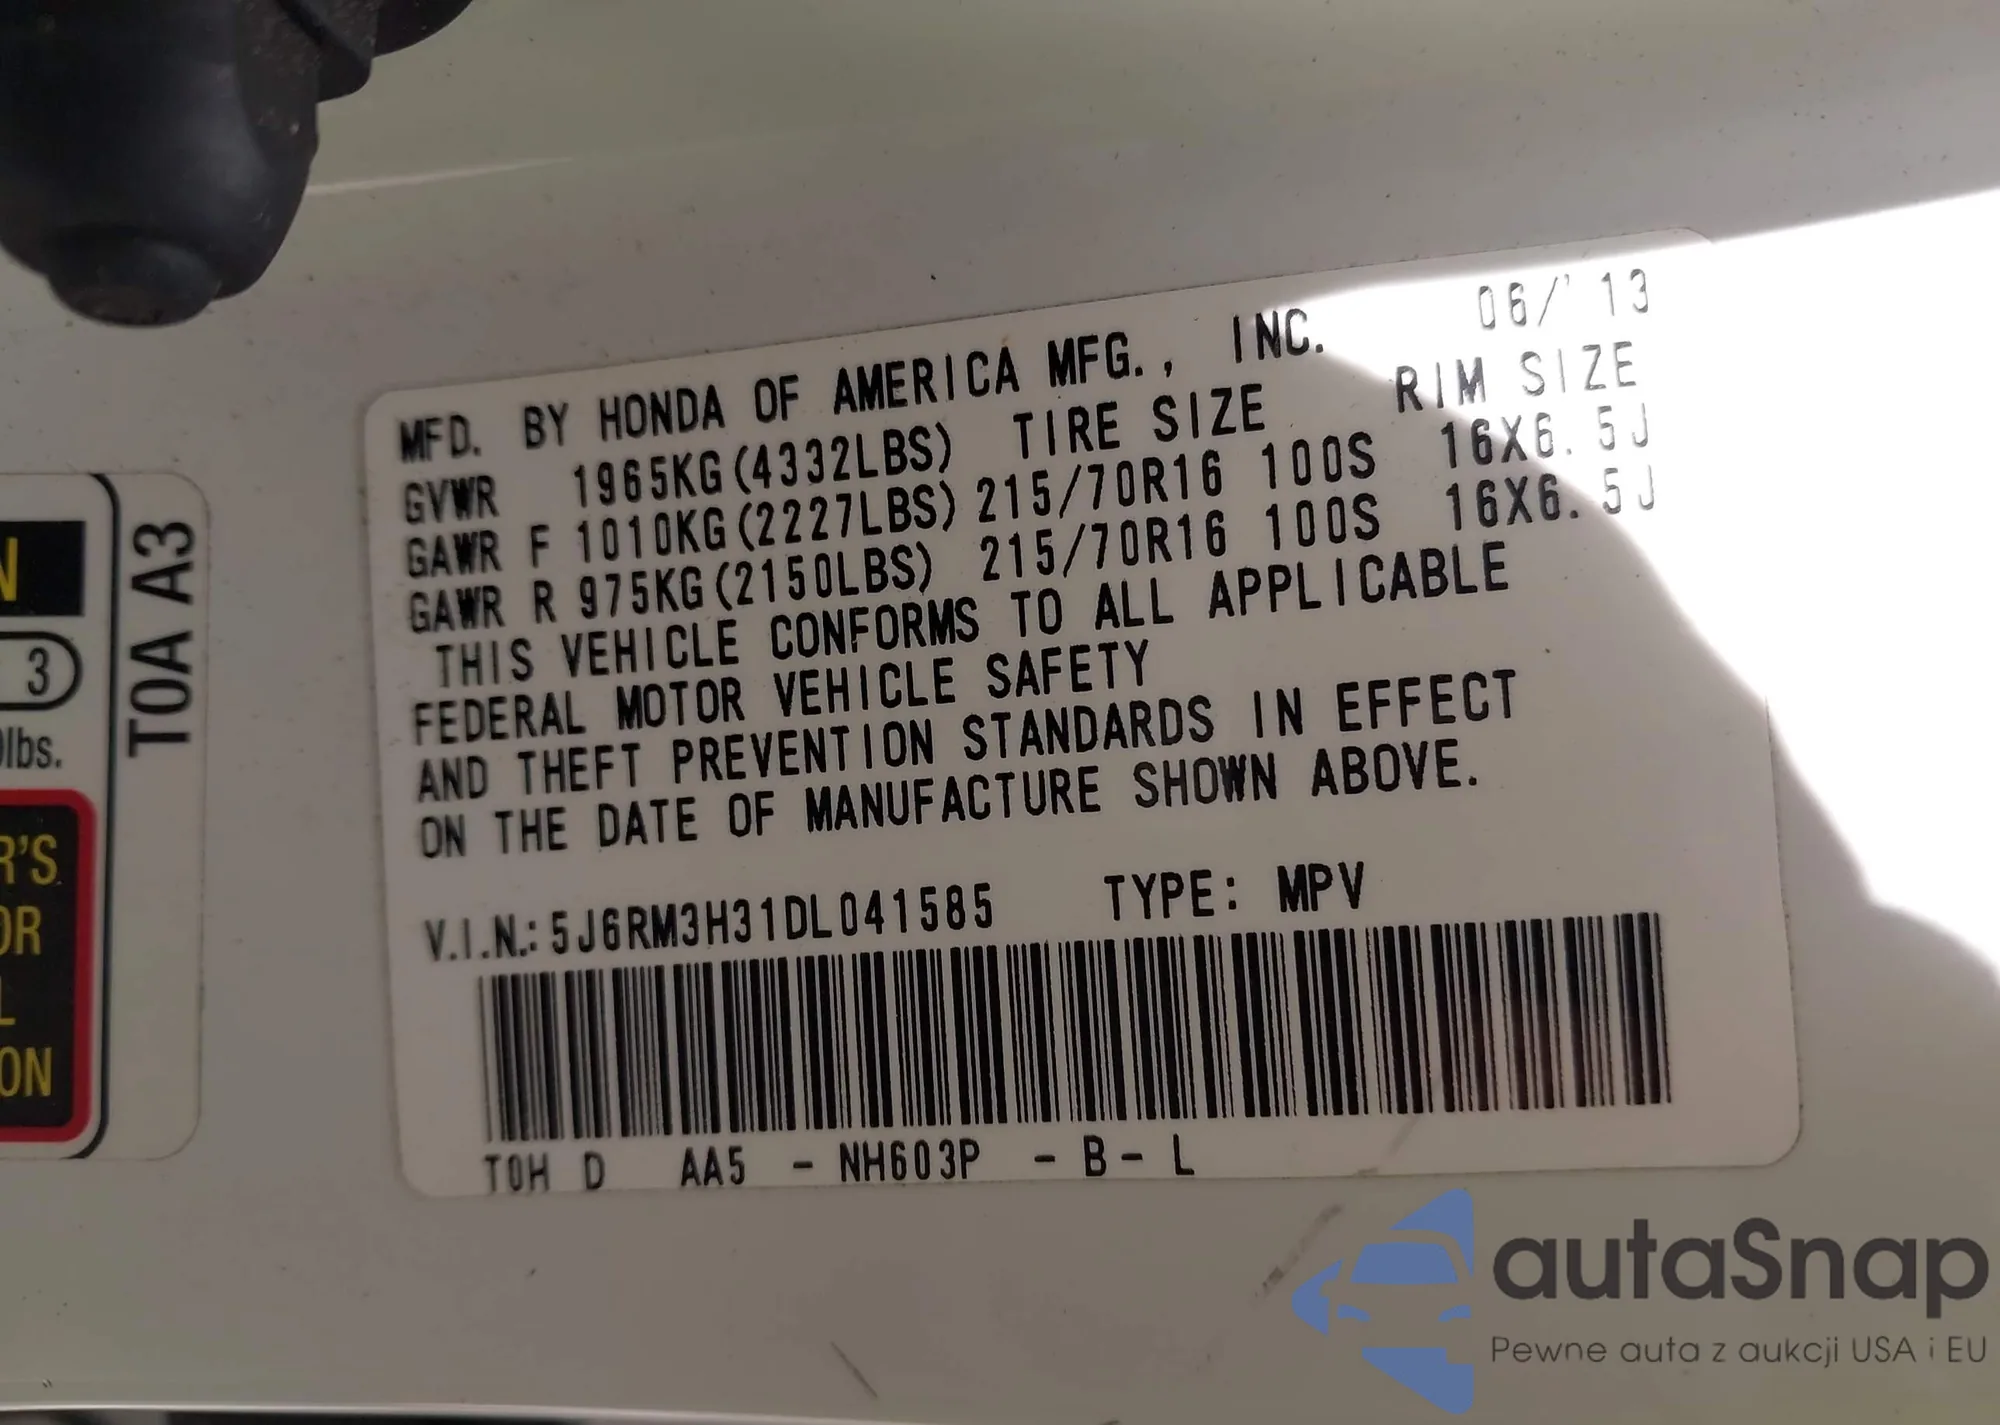 N
3
lbs.
R'S
OR
L
ON
T0A A3
MFD. BY HONDA OF AMERICA MFG., INC. 06/'13
GVWR 1965KG(4332LBS) TIRE SIZE RIM SIZE
GAWR F 1010KG(2227LBS) 215/70R16 100S 16X6.5J
GAWR R 975KG(2150LBS) 215/70R16 100S 16X6.5J
THIS VEHICLE CONFORMS TO ALL APPLICABLE
FEDERAL MOTOR VEHICLE SAFETY
AND THEFT PREVENTION STANDARDS IN EFFECT
ON THE DATE OF MANUFACTURE SHOWN ABOVE.
V.I.N.: 5J6RM3H31DL041585 TYPE: MPV
T0H D AA5 - NH603P - B - L
autaSnap
Pewne auta z aukcji USA i EU